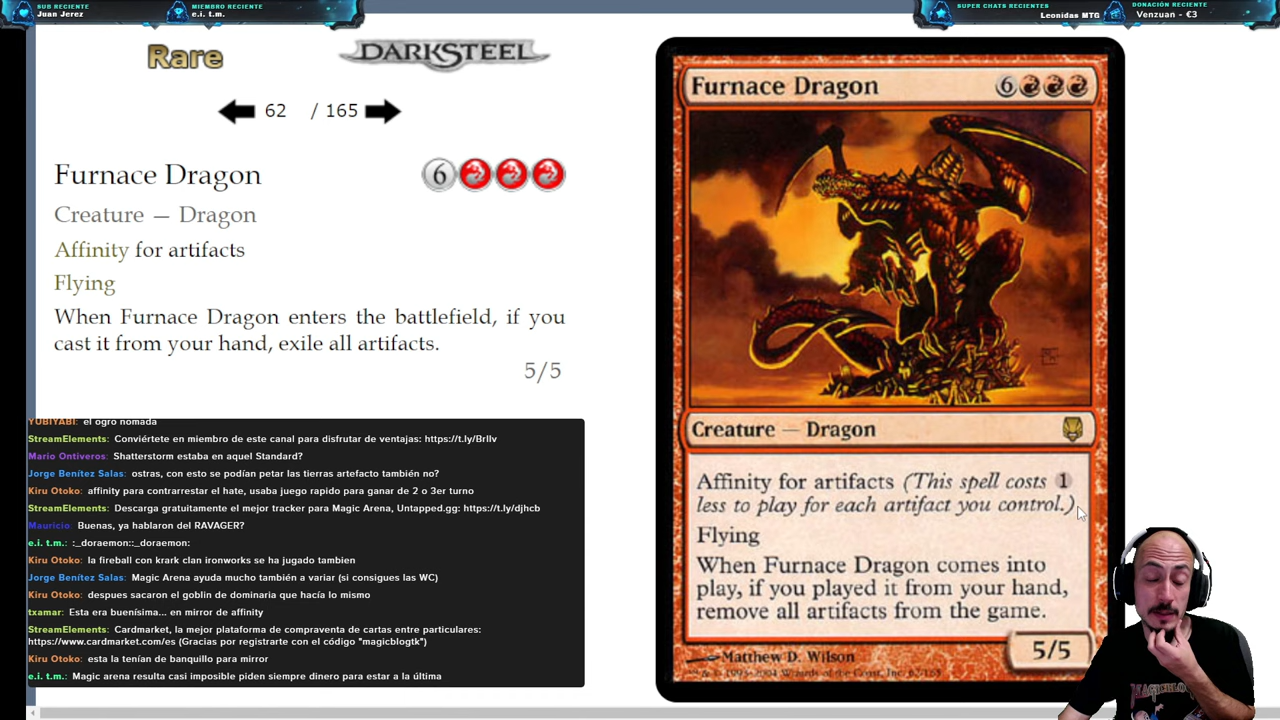 SUB RECIENTE
Juan Jerez
MIEMBRO RECIENTE
e.i. t.m.
SUPER CHATS RECIENTES
Leonidas MTG
DONACIÓN RECIENTE
Venzuan - €3
Rare
DARKSTEEL
62 / 165
Furnace Dragon
6
Creature — Dragon
Affinity for artifacts
Flying
When Furnace Dragon enters the battlefield, if you
cast it from your hand, exile all artifacts.
5/5
YUBIYABI: el ogro nomada
StreamElements: Conviértete en miembro de este canal para disfrutar de ventajas: https://t.ly/BrIIv
Mario Ontiveros: Shatterstorm estaba en aquel Standard?
Jorge Benítez Salas: ostras, con esto se podían petar las tierras artefacto también no?
Kiru Otoko: affinity para contrarrestar el hate, usaba juego rapido para ganar de 2 o 3er turno
StreamElements: Descarga gratuitamente el mejor tracker para Magic Arena, Untapped.gg: https://t.ly/djhcb
Mauricio: Buenas, ya hablaron del RAVAGER?
e.i. t.m.: :_doraemon::_doraemon:
Kiru Otoko: la fireball con krark clan ironworks se ha jugado tambien
Jorge Benítez Salas: Magic Arena ayuda mucho también a variar (si consigues las WC)
Kiru Otoko: despues sacaron el goblin de dominaria que hacía lo mismo
txamar: Esta era buenísima... en mirror de affinity
StreamElements: Cardmarket, la mejor plataforma de compraventa de cartas entre particulares:
https://www.cardmarket.com/es (Gracias por registrarte con el código "magicblogtk")
Kiru Otoko: esta la tenían de banquillo para mirror
e.i. t.m.: Magic arena resulta casi imposible piden siempre dinero para estar a la última
Furnace Dragon
6
Creature — Dragon
Affinity for artifacts (This spell costs 1
less to play for each artifact you control.)
Flying
When Furnace Dragon comes into
play, if you played it from your hand,
remove all artifacts from the game.
5/5
Matthew D. Wilson